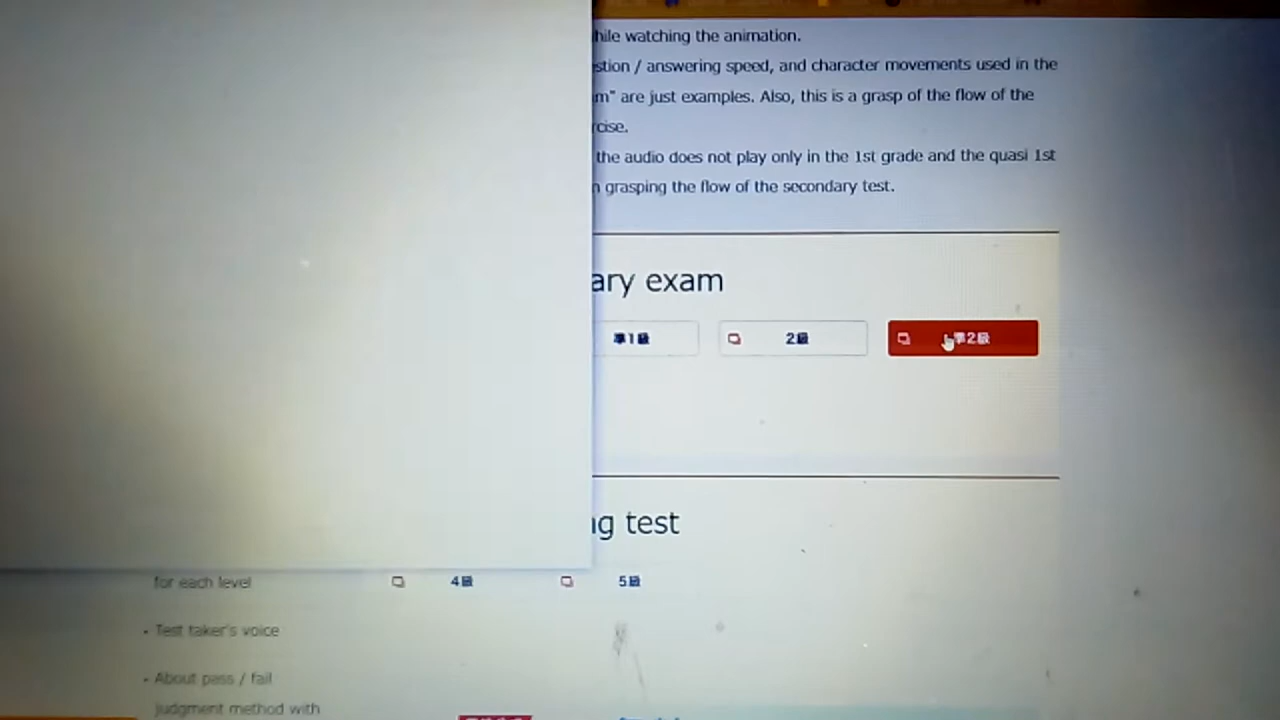 hile watching the animation.
stion / answering speed, and character movements used in the
m" are just examples. Also, this is a grasp of the flow of the
rcise.
the audio does not play only in the 1st grade and the quasi 1st
n grasping the flow of the secondary test.
ary exam
準1級
2級
準2級
ng test
for each level
4級
5級
- Test taker's voice
- About pass / fail
judgment method with